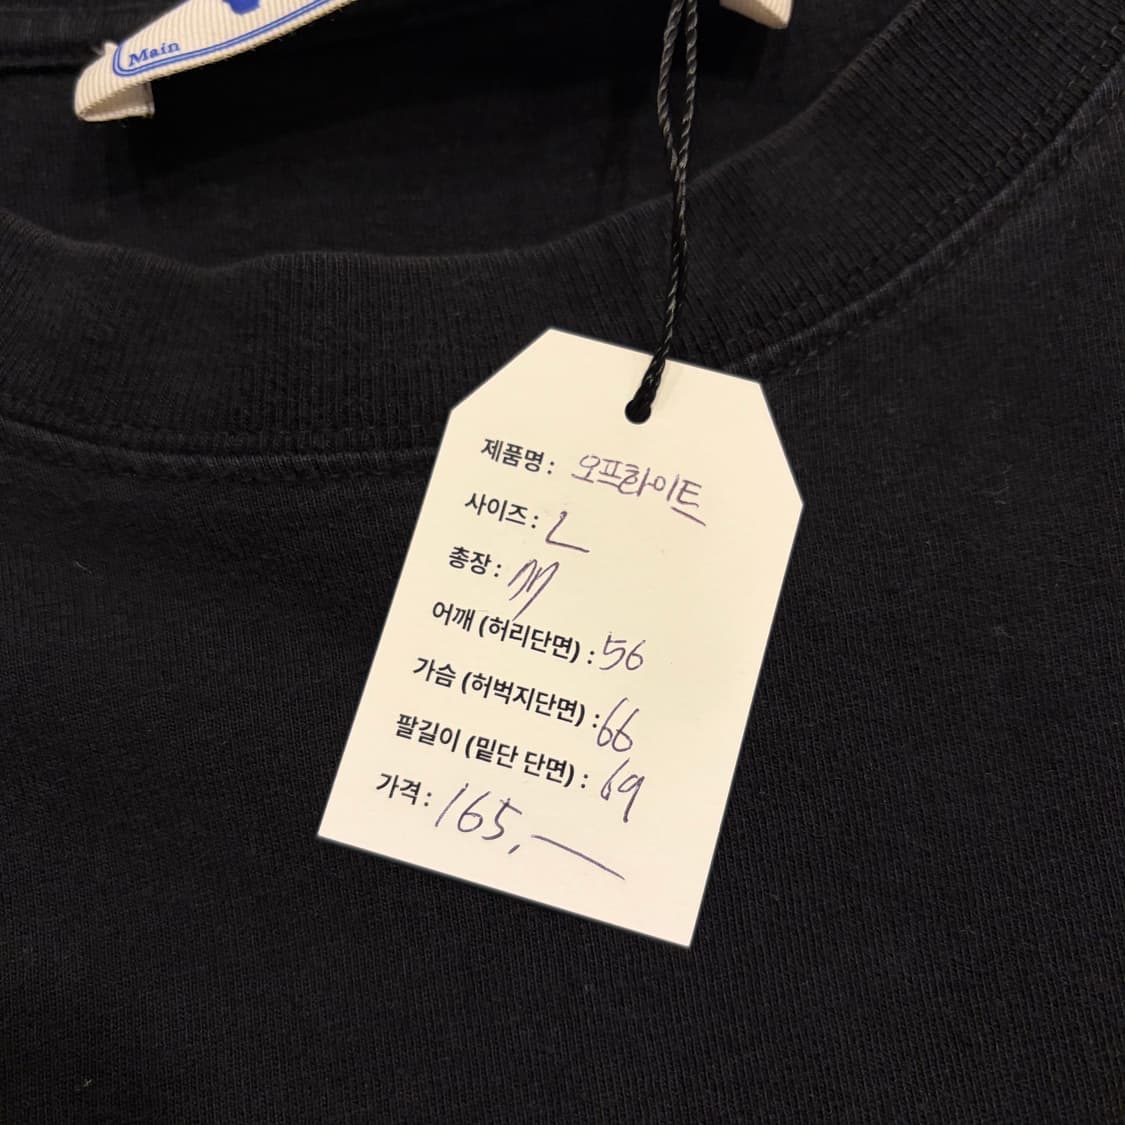 Main
제품명: 오프화이트
사이즈: L
총장: 77
어깨 (허리단면) : 56
가슴 (허벅지단면) : 66
팔길이 (밑단 단면) : 69
가격: 165,—